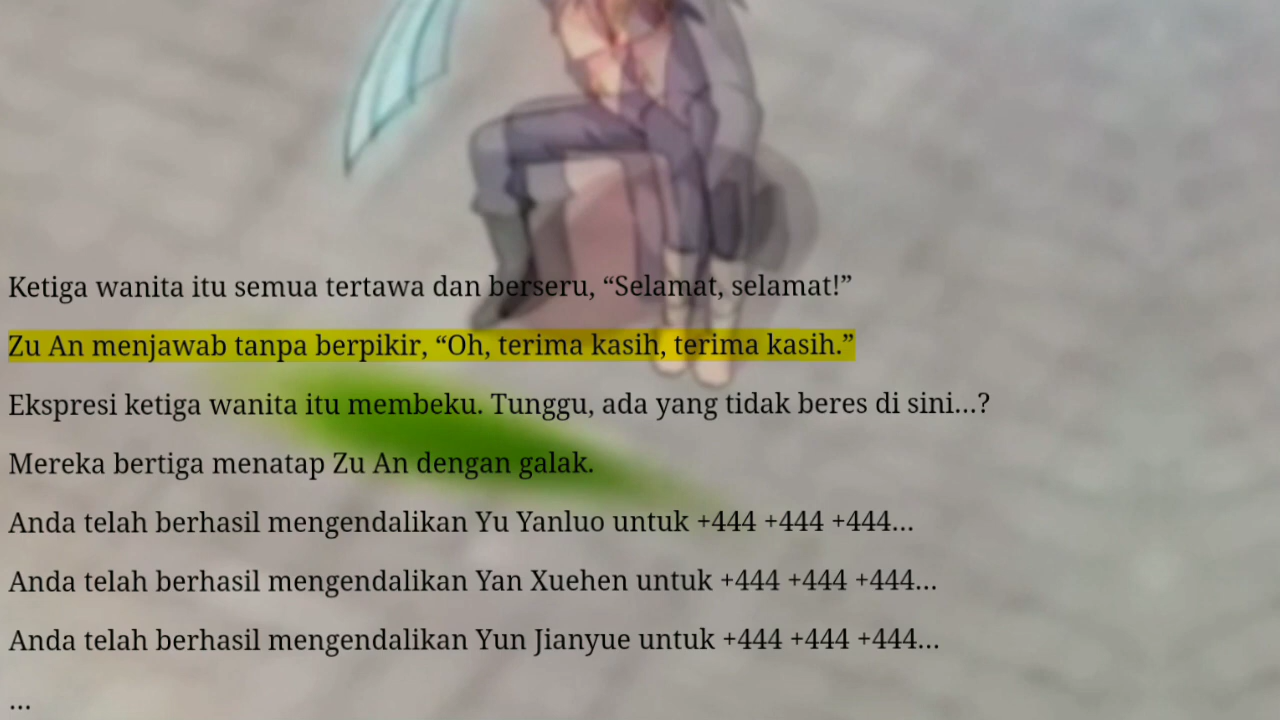 Ketiga wanita itu semua tertawa dan berseru, “Selamat, selamat!”
Zu An menjawab tanpa berpikir, “Oh, terima kasih, terima kasih.”
Ekspresi ketiga wanita itu membeku. Tunggu, ada yang tidak beres di sini...?
Mereka bertiga menatap Zu An dengan galak.
Anda telah berhasil mengendalikan Yu Yanluo untuk +444 +444 +444...
Anda telah berhasil mengendalikan Yan Xuehen untuk +444 +444 +444...
Anda telah berhasil mengendalikan Yun Jianyue untuk +444 +444 +444...
...